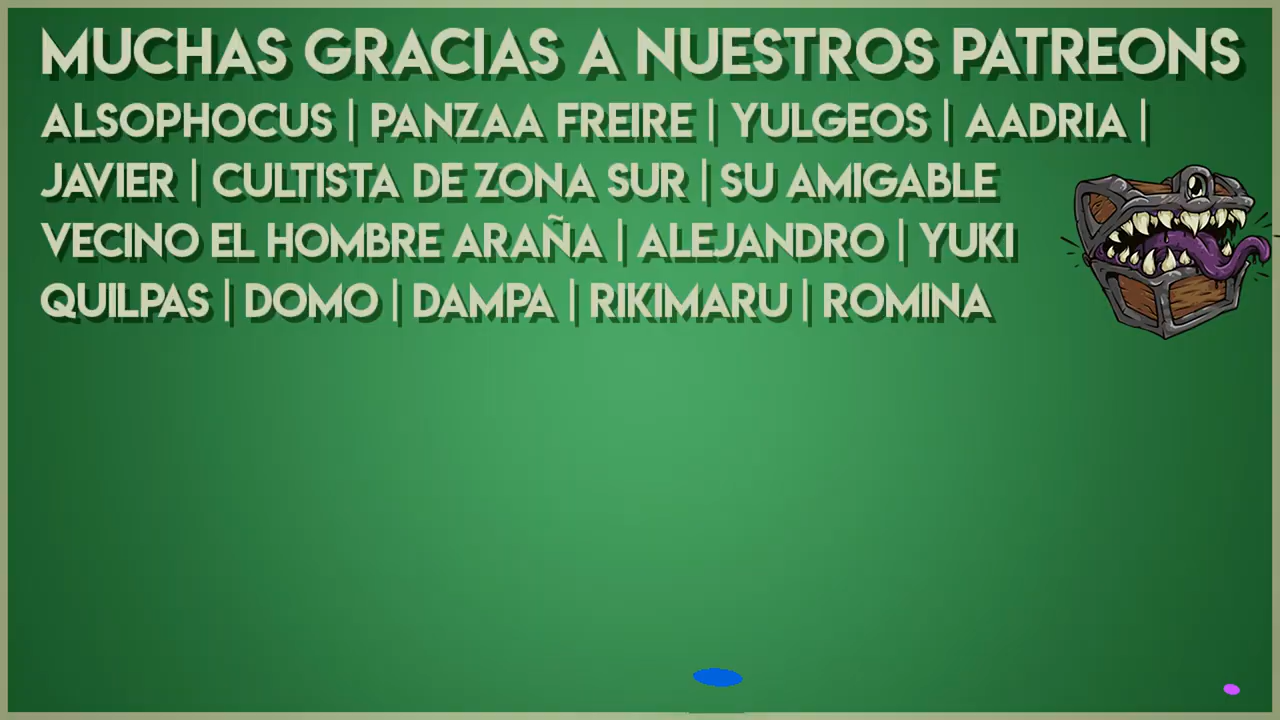 MUCHAS GRACIAS A NUESTROS PATREONS
ALSOPHOCUS | PANZAA FREIRE | YULGEOS | AADRIA |
JAVIER | CULTISTA DE ZONA SUR | SU AMIGABLE
VECINO EL HOMBRE ARAÑA | ALEJANDRO | YUKI
QUILPAS | DOMO | DAMPA | RIKIMARU | ROMINA